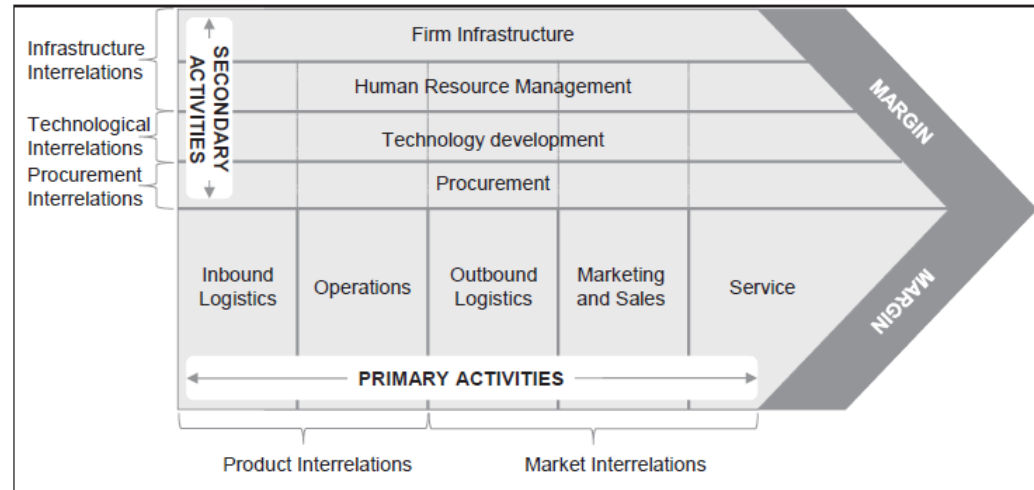 Infrastructure
Interrelations
Technological
Interrelations
Procurement
Interrelations
SECONDARY
ACTIVITIES
Firm Infrastructure
Human Resource Management
Technology development
Procurement
MARGIN
Inbound
Logistics
Operations
Outbound
Logistics
Marketing
and Sales
Service
MARGIN
PRIMARY ACTIVITIES
Product Interrelations
Market Interrelations